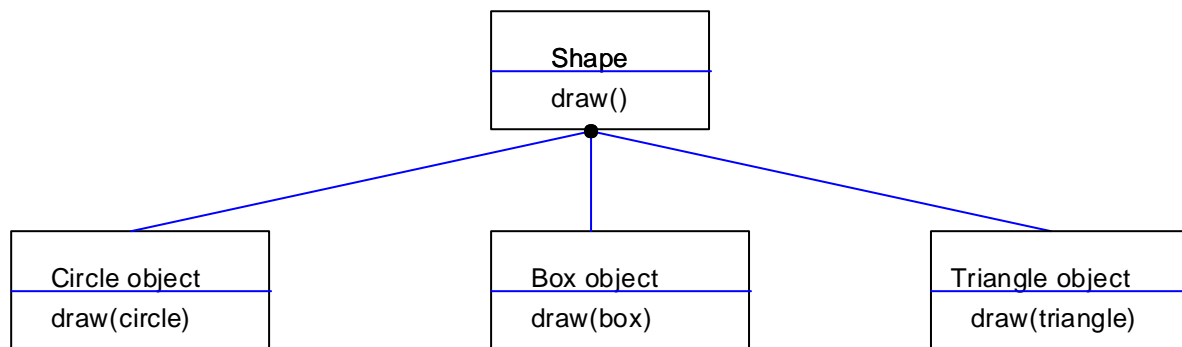 Shape
draw()
Circle object
draw(circle)
Box object
draw(box)
Triangle object
draw(triangle)